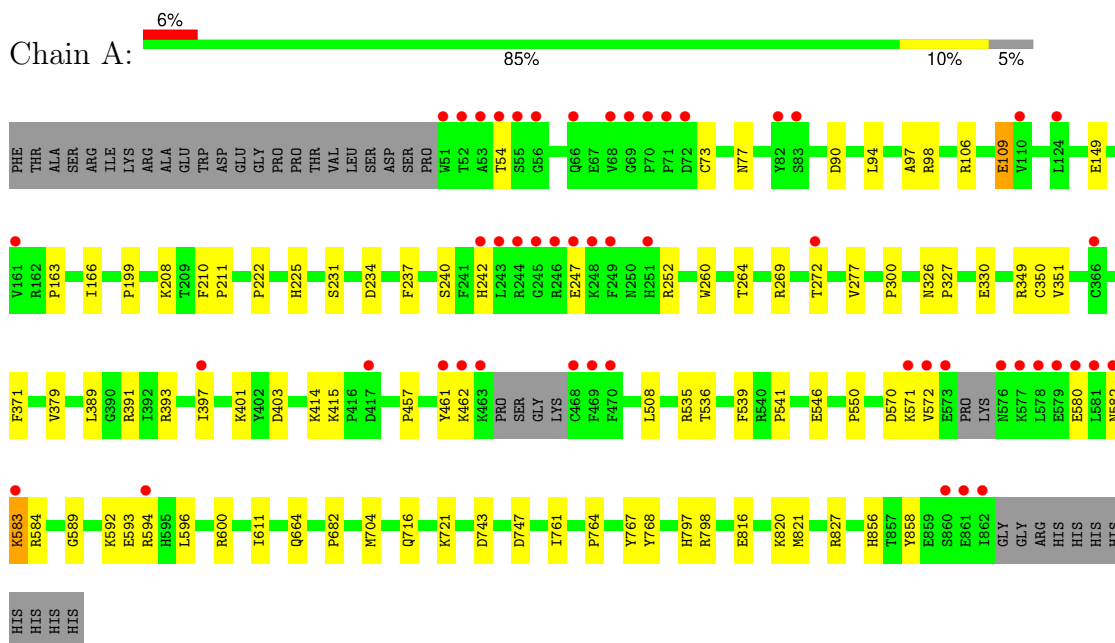 6%
Chain A:
85% 10% 5%
PHE THR ALA SER ARG ILE LYS ARG ALA GLU TRP ASP GLU GLY PRO PRO THR VAL LEU SER ASP SER PRO W51 T52 A53 T54 S55 G56 Q66 E67 V68 G69 P70 P71 D72 C73 N77 Y82 S83 D90 L94 A97 R98 R106 E109 V110 L124 E149
V161 R162 P163 I166 P199 K208 T209 F210 P211 P222 H225 S231 D234 F237 S240 F241 H242 L243 R244 G245 R246 E247 K248 F249 N250 H251 R252 W260 T264 R269 T272 V277 P300 N326 P327 E330 R349 C350 V351 C366
F371 V379 L389 G390 R391 I392 R393 I397 K401 Y402 D403 K414 K415 P416 D417 P457 Y461 K462 K463 PRO SER GLY LYS C468 F469 F470 L508 R535 T536 F539 R540 P541 E546 P550 D570 K571 V572 E573 PRO LYS N576 K577 L578 E579 E580 L581
K583 R584 G589 K592 E593 R594 H595 L596 R600 I611 Q664 P682 M704 Q716 K721 D743 D747 I761 P764 Y767 Y768 H797 R798 E816 K820 M821 R827 H856 T857 Y858 E859 S860 E861 I862 GLY GLY ARG HIS HIS HIS HIS HIS
HIS HIS HIS HIS